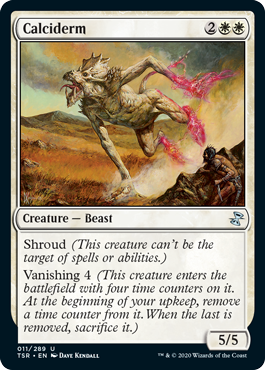 Calciderm 2
Creature — Beast
Shroud (This creature can't be the
target of spells or abilities.)
Vanishing 4 (This creature enters the
battlefield with four time counters on it.
At the beginning of your upkeep, remove
a time counter from it. When the last
is removed, sacrifice it.)
5/5
011/289 U
TSR • EN DAVE KENDALL
™ & © 2020 Wizards of the Coast